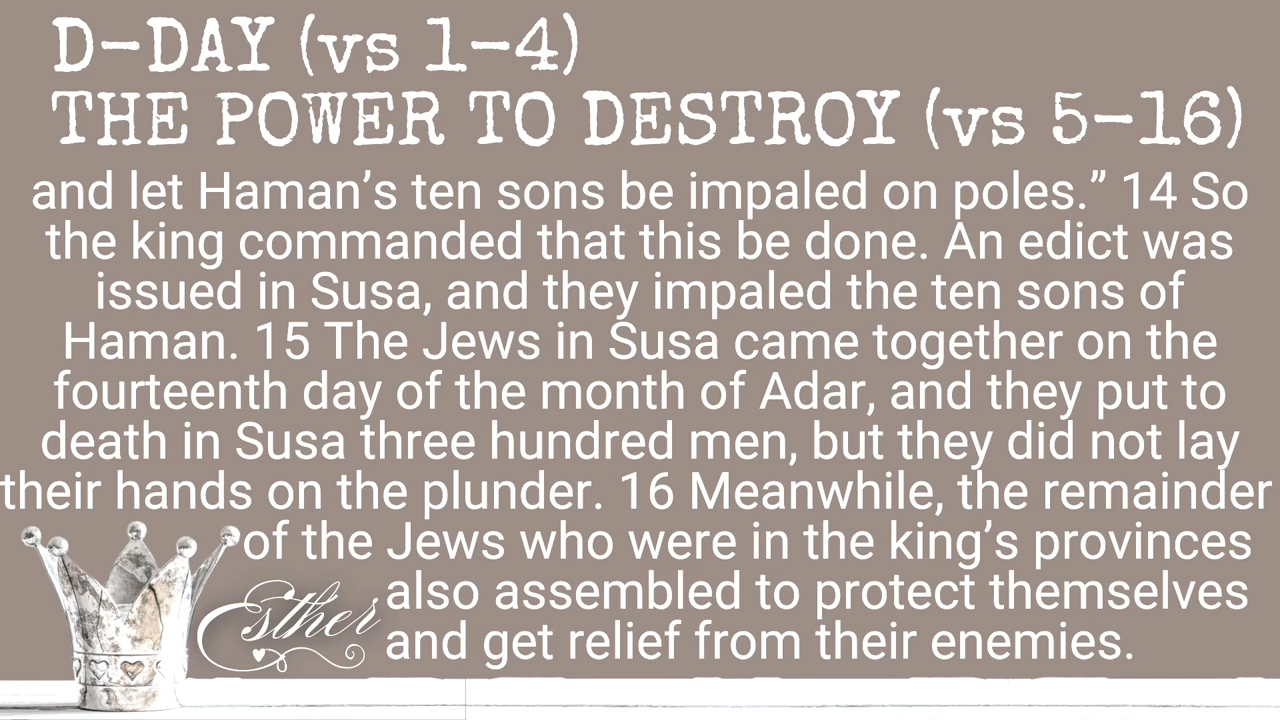 D-DAY (vs 1-4)
THE POWER TO DESTROY (vs 5-16)
and let Haman’s ten sons be impaled on poles.” 14 So
the king commanded that this be done. An edict was
issued in Susa, and they impaled the ten sons of
Haman. 15 The Jews in Susa came together on the
fourteenth day of the month of Adar, and they put to
death in Susa three hundred men, but they did not lay
their hands on the plunder. 16 Meanwhile, the remainder
of the Jews who were in the king’s provinces
also assembled to protect themselves
and get relief from their enemies.
Esther